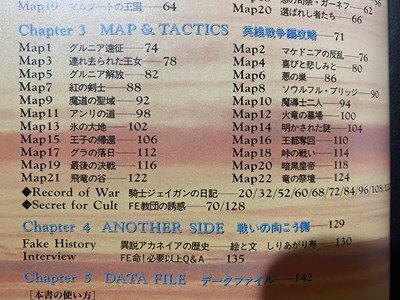 Map19 マムクートの王国 64
Map20 選ばれし者たち 66
Chapter 3 MAP & TACTICS 英雄戦争編攻略 71
Map1 グルニア遠征 74
Map2 マケドニアの反乱 76
Map3 連れ去られた王女 78
Map4 喜びと悲しみと 80
Map5 グルニア解放 82
Map6 悪の巣 86
Map7 紅の剣士 88
Map8 ソウルフル・ブリッジ 90
Map9 魔道の聖域 92
Map10 魔導士二人 94
Map11 アンリの道 98
Map12 火竜の墓場 100
Map13 氷の大地 102
Map14 明かされた謎 104
Map15 王子の帰還 106
Map16 王都奪回 110
Map17 グラの落日 112
Map18 峠の戦い 114
Map19 最後の決戦 116
Map20 暗黒皇帝 118
Map21 飛竜の谷 122
Map22 竜の祭壇 124
◆Record of War 騎士ジェイガンの日記 20/32/52/60/68/72/84/96/108/
◆Secret for Cult FE教団の誘惑 70/128
Chapter 4 ANOTHER SIDE 戦いの向こう側 129
Fake History 異説アカネイアの歴史 絵と文 しりあがり寿 130
Interview FE命!必要以上Q&A 135
Chapter 5 DATA FILE データファイル 142
[本書の使い方]